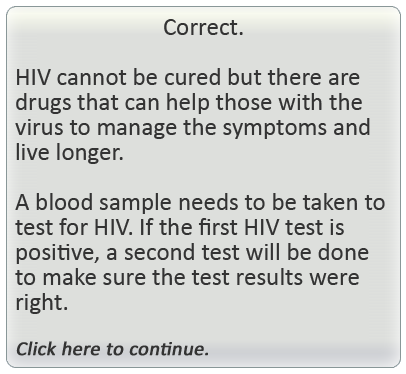 Correct.
HIV cannot be cured but there are
drugs that can help those with the
virus to manage the symptoms and
live longer.
A blood sample needs to be taken to
test for HIV. If the first HIV test is
positive, a second test will be done
to make sure the test results were
right.
Click here to continue.